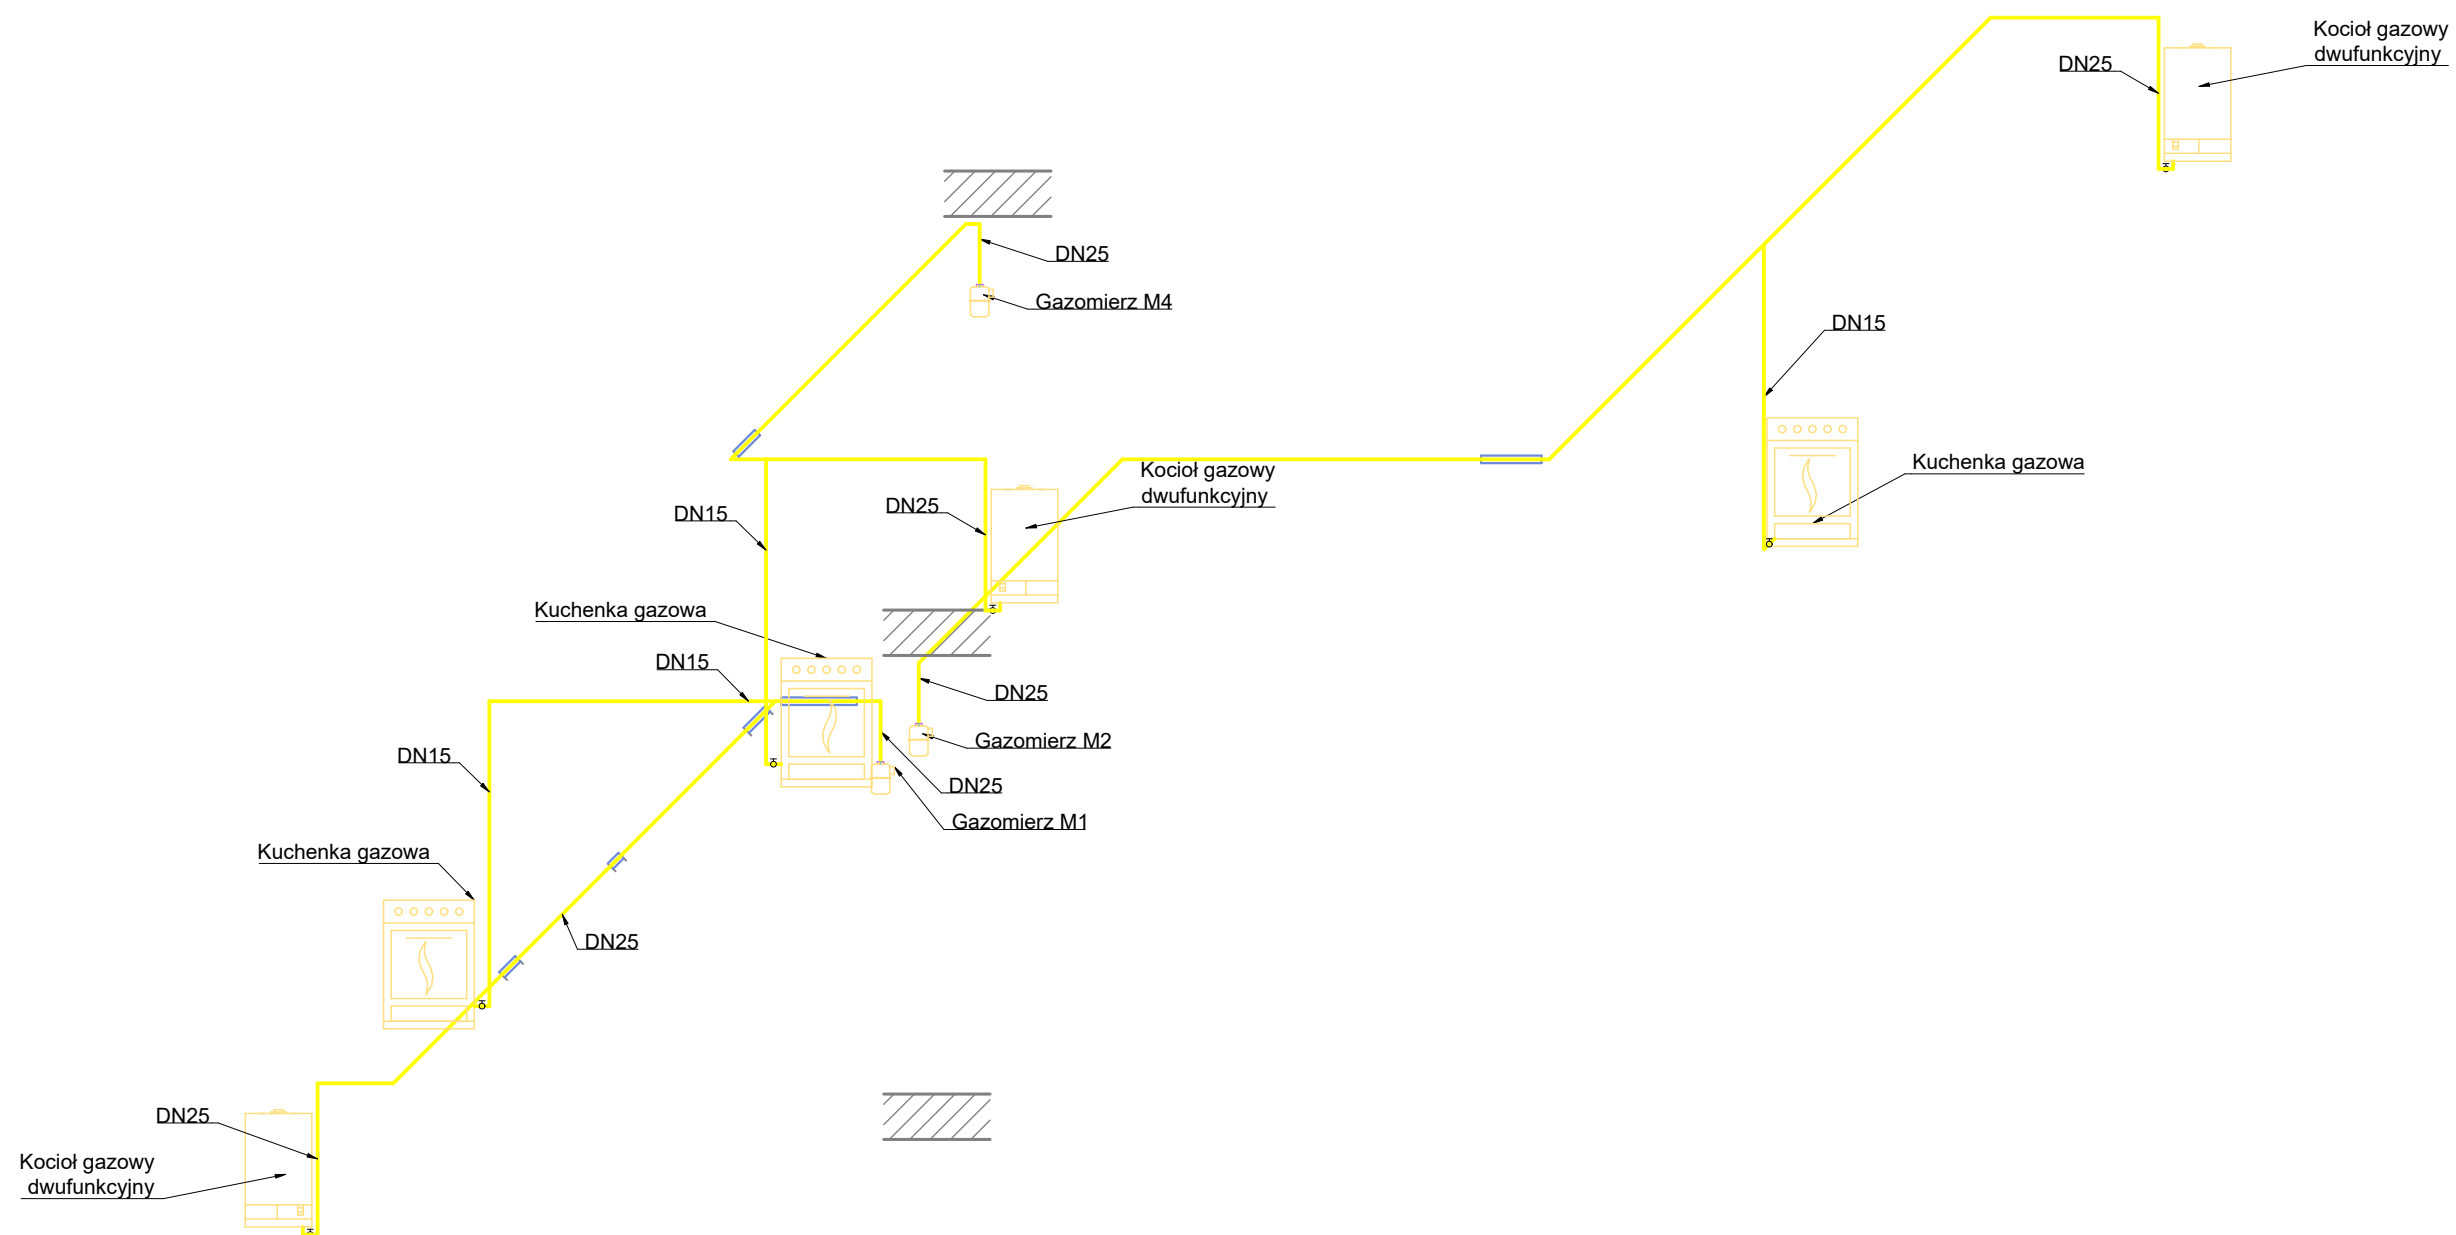 Kocioł gazowy
dwufunkcyjny
DN25
DN25
Gazomierz M4
DN15
Kuchenka gazowa
Kocioł gazowy
dwufunkcyjny
DN25
DN15
Kuchenka gazowa
DN15
DN25
Gazomierz M2
DN15
DN25
Gazomierz M1
Kuchenka gazowa
DN25
DN25
Kocioł gazowy
dwufunkcyjny